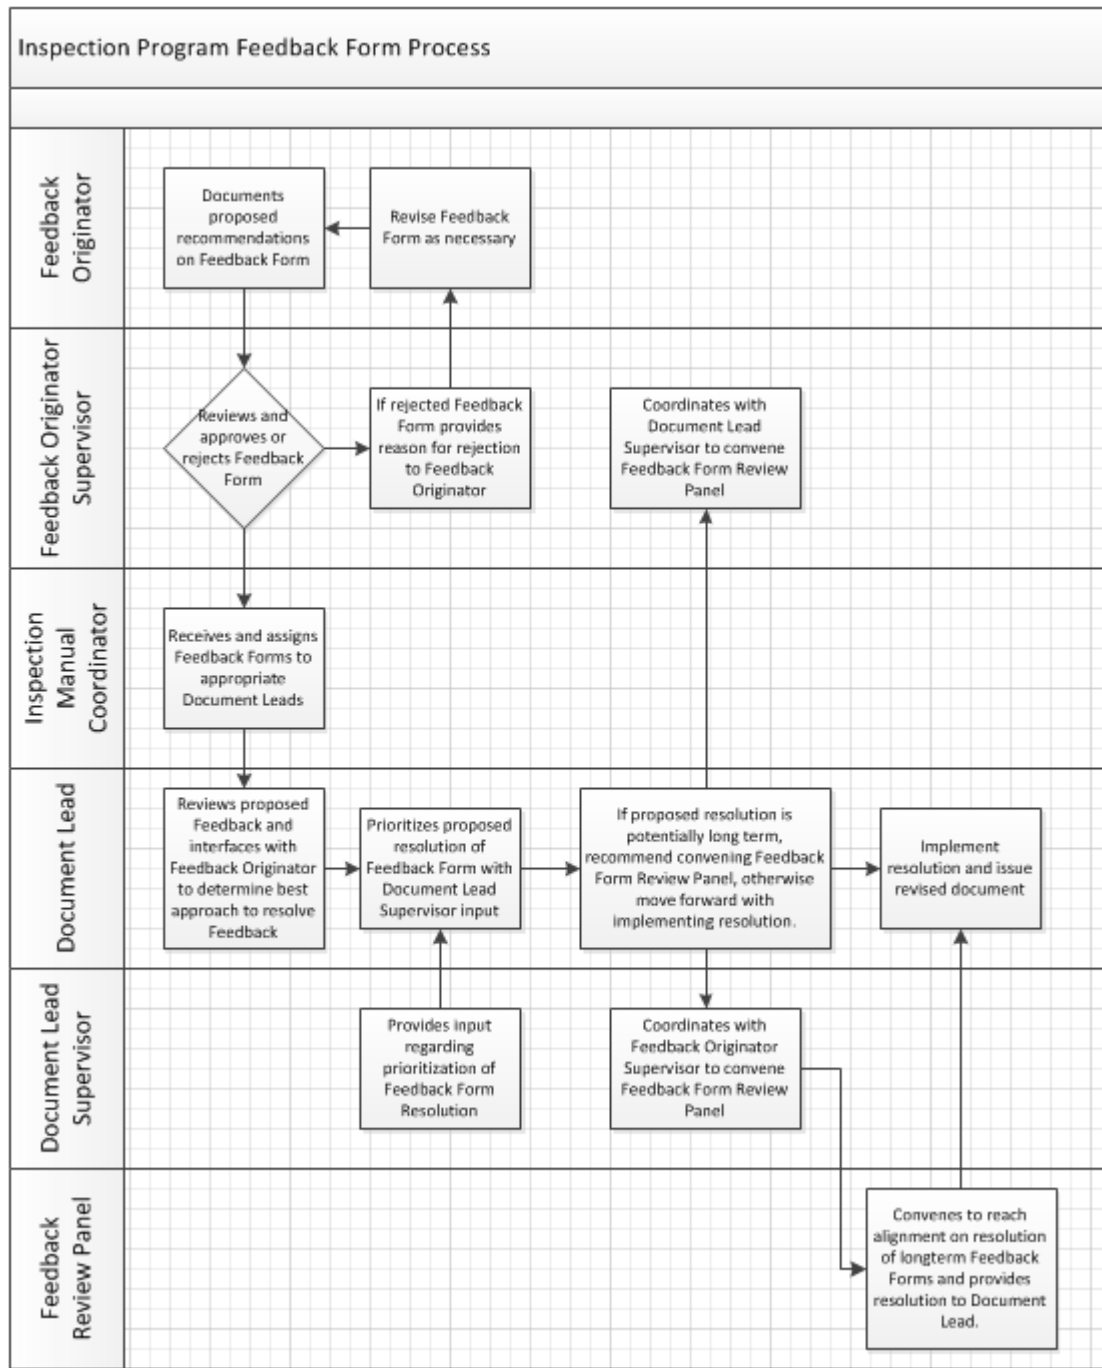 Inspection Program Feedback Form Process
Feedback
Originator
Documents
proposed
recommendations
on Feedback Form
Revise Feedback
Form as necessary
Feedback Originator
Supervisor
Reviews and
approves or
rejects Feedback
Form
If rejected Feedback
Form provides
reason for rejection
to Feedback
Originator
Coordinates with
Document Lead
Supervisor to convene
Feedback Form Review
Panel
Inspection
Manual
Coordinator
Receives and assigns
Feedback Forms to
appropriate
Document Leads
Document Lead
Reviews proposed
Feedback and
interfaces with
Feedback Originator
to determine best
approach to resolve
Feedback
Prioritizes proposed
resolution of
Feedback Form with
Document Lead
Supervisor input
If proposed resolution is
potentially long term,
recommend convening Feedback
Form Review Panel, otherwise
move forward with
implementing resolution.
Implement
resolution and issue
revised document
Document Lead
Supervisor
Provides input
regarding
prioritization of
Feedback Form
Resolution
Coordinates with
Feedback Originator
Supervisor to convene
Feedback Form Review
Panel
Feedback
Review Panel
Convenes to reach
alignment on resolution
of longterm Feedback
Forms and provides
resolution to Document
Lead.